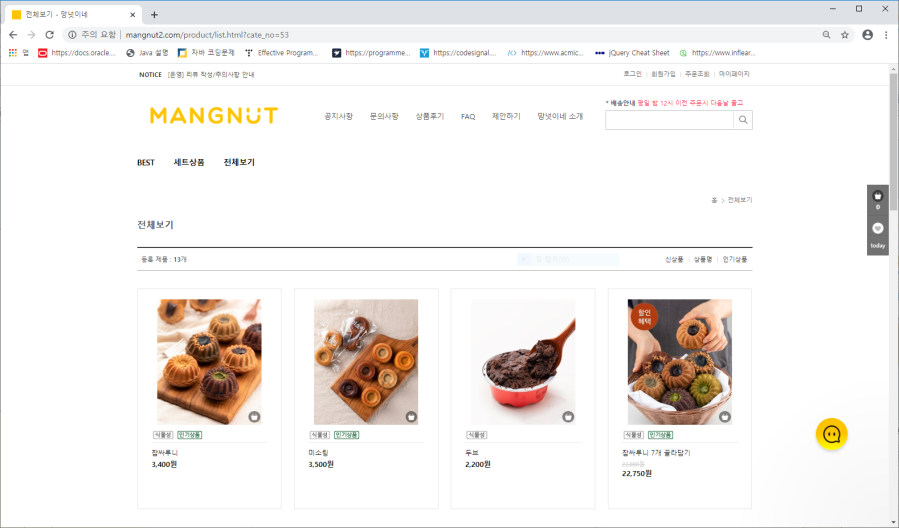 전체보기 - 망넛이네
주의 요함 | mangnut2.com/product/list.html?cate_no=53
앱 https://docs.oracle... Java 설명 자바 코딩문제 Effective Program... https://programme... https://codesignal.... https://www.acmic... jQuery Cheat Sheet https://www.inflear...
NOTICE [운영] 리뷰 작성/주의사항 안내 로그인 회원가입 주문조회 마이페이지
* 배송안내 평일 밤 12시 이전 주문시 다음날 출고
MANGNUT 공지사항 문의사항 상품후기 FAQ 제안하기 망넛이네 소개
BEST 세트상품 전체보기
홈 > 전체보기
0
today
전체보기
등록 제품 : 13개 신상품 상품명 인기상품
할인
혜택
식물성 인기상품 식물성 인기상품 식물성 식물성 인기상품
찹싸루니 미소링 두브 찹싸루니 7개 골라담기
3,400원 3,500원 2,200원
22,750원